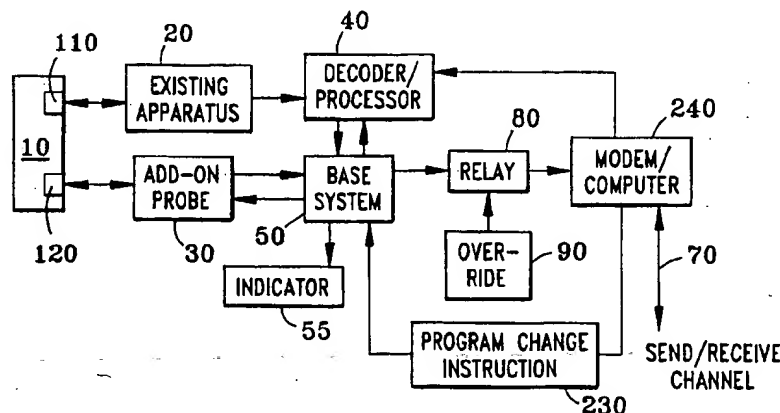 110
20
40
EXISTING
APPARATUS
DECODER/
PROCESSOR
10
80
240
ADD-ON
PROBE
BASE
SYSTEM
RELAY
MODEM/
COMPUTER
120
30
50
OVER-
RIDE
90
70
INDICATOR
55
PROGRAM CHANGE
INSTRUCTION
230
SEND/RECEIVE
CHANNEL